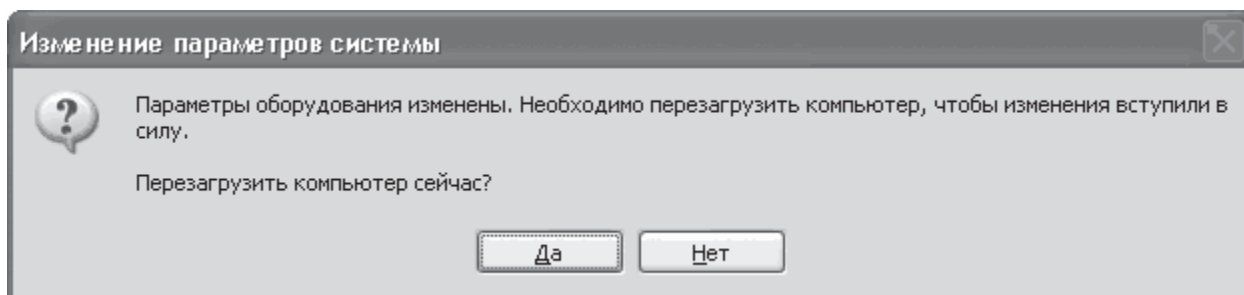 Изменение параметров системы
Параметры оборудования изменены. Необходимо перезагрузить компьютер, чтобы изменения вступили в
силу.
Перезагрузить компьютер сейчас?
Да Нет